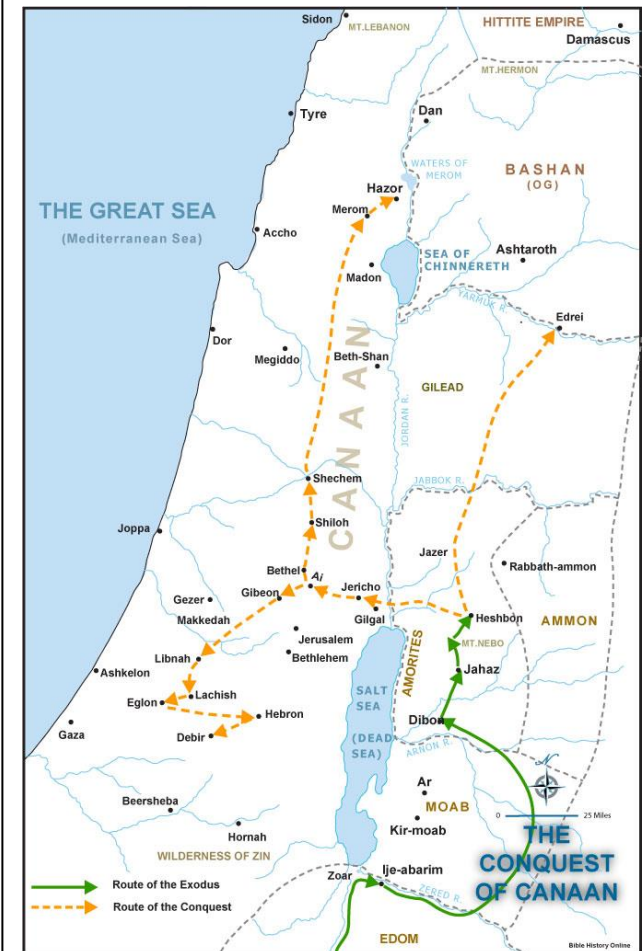 Sidon
MT.LEBANON
HITTITE EMPIRE
Damascus
MT.HERMON
Tyre
Dan
WATERS OF
MEROM
BASHAN
(OG)
Hazor
Merom
THE GREAT SEA
(Mediterranean Sea)
Accho
SEA OF
CHINNERETH
Ashtaroth
Madon
YARMUK R.
Edrei
Dor
Megiddo
Beth-Shan
CANAAN
GILEAD
JORDAN R.
Shechem
JABBOK R.
Shiloh
Joppa
Jazer
Rabbath-ammon
Bethel
Ai
Gibeon
Jericho
Gezer
Makkedah
Gilgal
Heshbon
AMMON
Jerusalem
Bethlehem
AMORITES
MT.NEBO
Libnah
Ashkelon
Jahaz
Lachish
Eglon
SALT
SEA
(DEAD
SEA)
Hebron
Dibon
Gaza
Debir
ARNON R.
N
Ar
MOAB
Beersheba
Kir-moab
0
25 Miles
Hornah
WILDERNESS OF ZIN
THE
CONQUEST
OF CANAAN
Zoar
Ije-abarim
ZERED R.
Route of the Exodus
Route of the Conquest
EDOM
Bible History Online